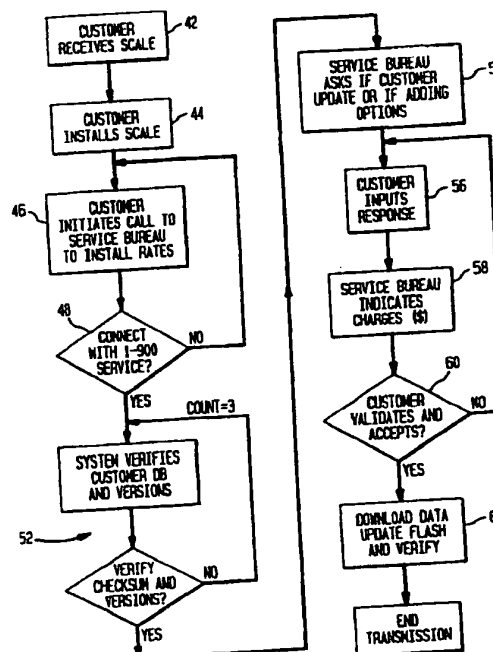 CUSTOMER
RECEIVES SCALE
42
CUSTOMER
INSTALLS SCALE
44
46
CUSTOMER
INITIATES CALL TO
SERVICE BUREAU
TO INSTALL RATES
48
CONNECT
WITH 1-900
SERVICE?
NO
YES
COUNT=3
SYSTEM VERIFIES
CUSTOMER DB
AND VERSIONS
52
VERIFY
CHECKSUM AND
VERSIONS?
NO
YES
SERVICE BUREAU
ASKS IF CUSTOMER
UPDATE OR IF ADDING
OPTIONS
CUSTOMER
INPUTS
RESPONSE
56
58
SERVICE BUREAU
INDICATES
CHARGES ($)
60
CUSTOMER
VALIDATES AND
ACCEPTS?
NO
YES
DOWNLOAD DATA
UPDATE FLASH
AND VERIFY
END
TRANSMISSION